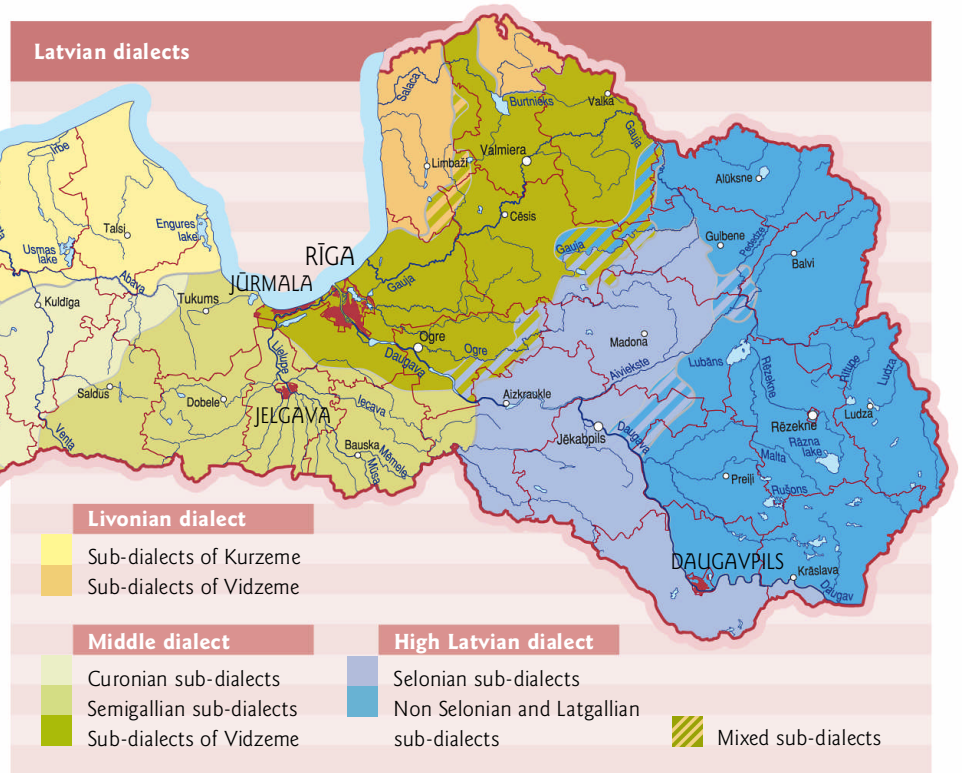 Latvian dialects
Salaca
Burtnieks
Valka
Gauja
Irbe
Limbaži
Valmiera
Alūksne
Talsi
Engures
lake
Cēsis
Usmas
lake
Gulbene
Pededze
Gauja
Balvi
RĪGA
JŪRMALA
Abava
Tukums
Gauja
Kuldīga
Ogre
Ogre
Daugava
Madona
Aiviekste
Lubāns
Rēzekne
Rītupe
Ludza
Lielupe
Saldus
Dobele
JELGAVA
Iecava
Aizkraukle
Jēkabpils
Daugava
Rēzekne
Ludza
Rāzna
lake
Malta
Venta
Bauska
Mēmele
Mūsa
Preiļi
Rušons
DAUGAVPILS
Krāslava
Daugav
Livonian dialect
Sub-dialects of Kurzeme
Sub-dialects of Vidzeme
Middle dialect
Curonian sub-dialects
Semigallian sub-dialects
Sub-dialects of Vidzeme
High Latvian dialect
Selonian sub-dialects
Non Selonian and Latgallian
sub-dialects
Mixed sub-dialects